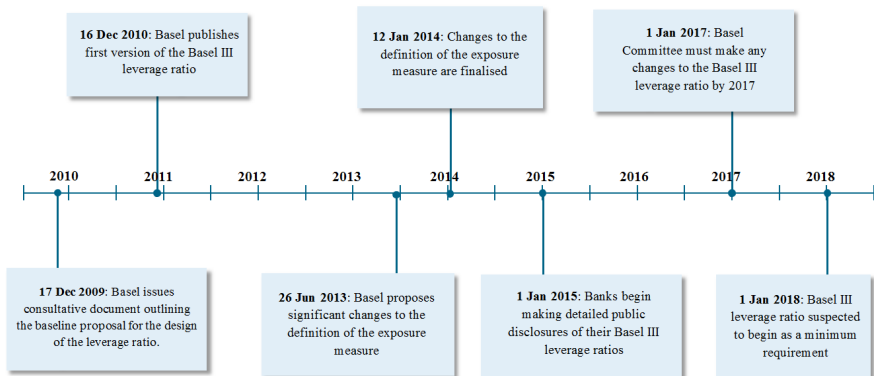 16 Dec 2010: Basel publishes
first version of the Basel III
leverage ratio
12 Jan 2014: Changes to the
definition of the exposure
measure are finalised
1 Jan 2017: Basel
Committee must make any
changes to the Basel III
leverage ratio by 2017
2010 2011 2012 2013 2014 2015 2016 2017 2018
17 Dec 2009: Basel issues
consultative document outlining
the baseline proposal for the design
of the leverage ratio.
26 Jun 2013: Basel proposes
significant changes to the
definition of the exposure
measure
1 Jan 2015: Banks begin
making detailed public
disclosures of their Basel III
leverage ratios
1 Jan 2018: Basel III
leverage ratio suspected
to begin as a minimum
requirement